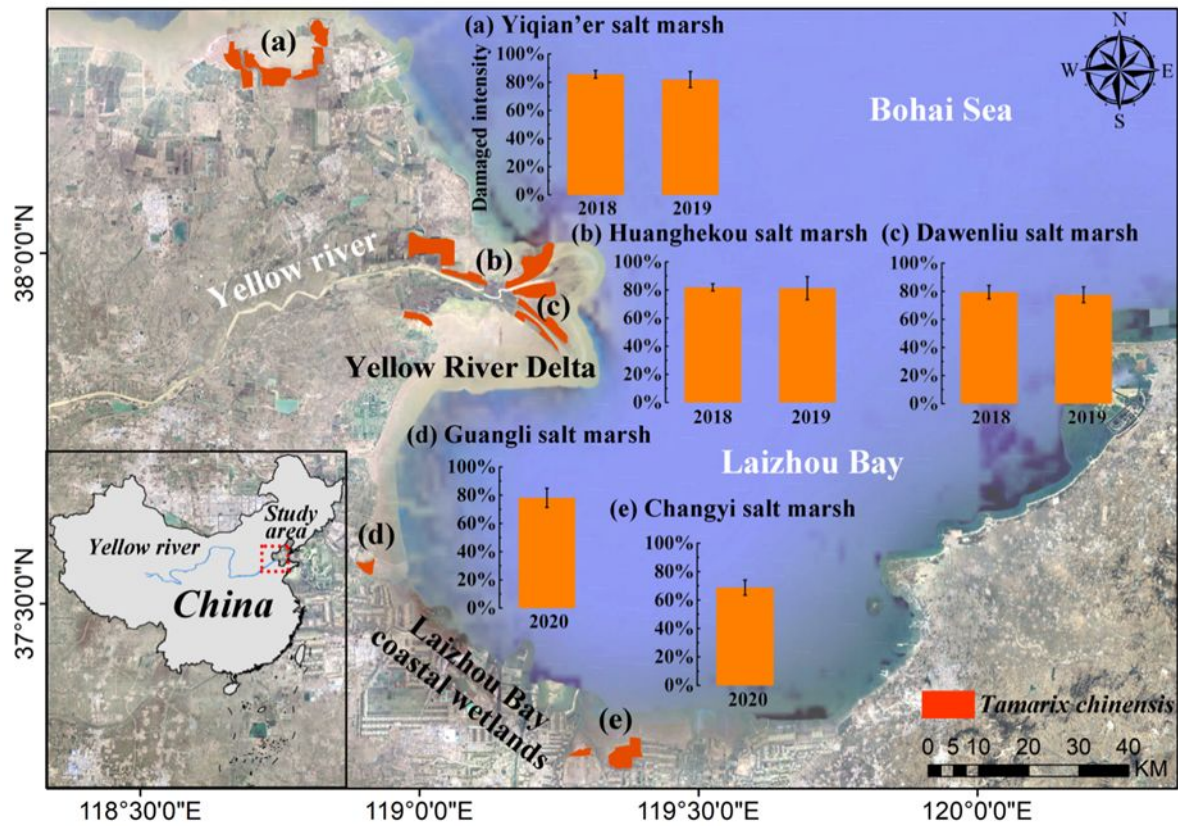 (a) Yiqian'er salt marsh
(a)
Damaged intensity
100%
80%
60%
40%
20%
0%
2018
2019
N
W
E
S
Bohai Sea
38°0'0"N
Yellow river
(b)
(c)
Yellow River Delta
(b) Huanghekou salt marsh
100%
80%
60%
40%
20%
0%
2018
2019
(c) Dawenliu salt marsh
100%
80%
60%
40%
20%
0%
2018
2019
(d) Guangli salt marsh
100%
80%
60%
40%
20%
0%
2020
Laizhou Bay
(e) Changyi salt marsh
100%
80%
60%
40%
20%
0%
2020
Study
area
Yellow river
China
(d)
37°30'0"N
Laizhou Bay
coastal wetlands
(e)
Tamarix chinensis
0 5 10 20 30 40
KM
118°30'0"E
119°0'0"E
119°30'0"E
120°0'0"E